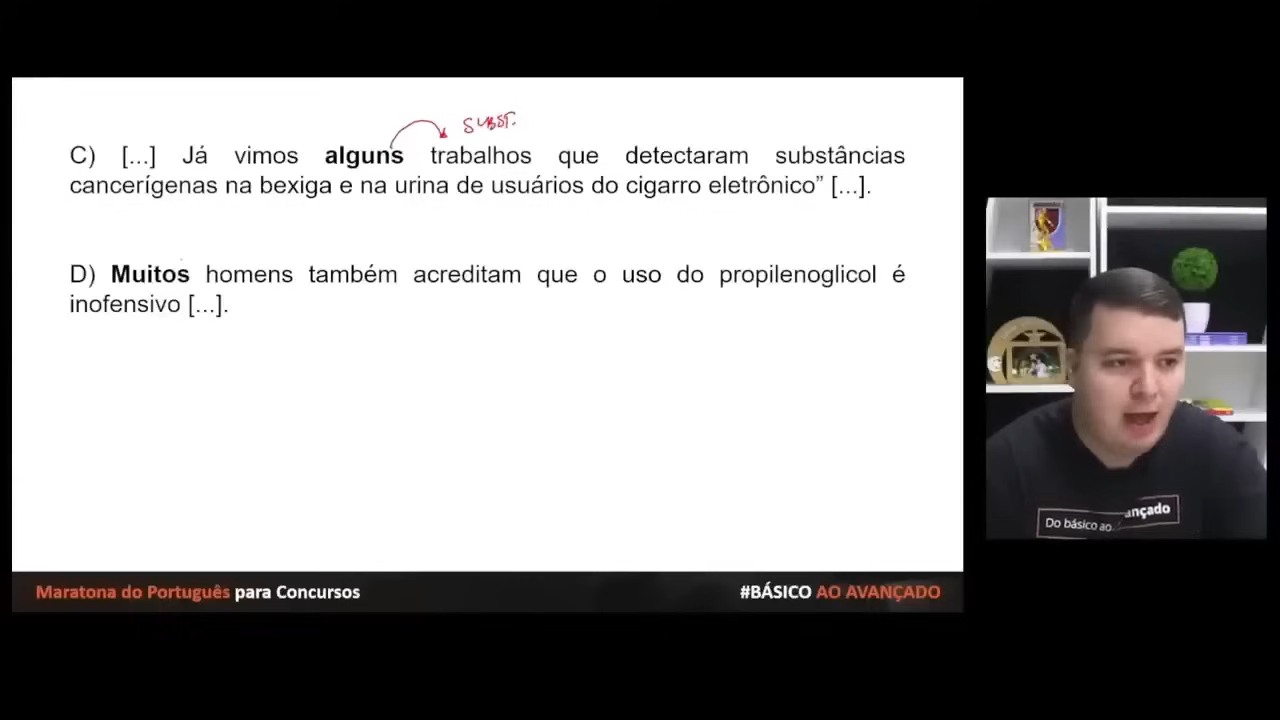 SUBST.
C) [...] Já vimos alguns trabalhos que detectaram substâncias
cancerígenas na bexiga e na urina de usuários do cigarro eletrônico” [...].
D) Muitos homens também acreditam que o uso do propilenoglicol é
inofensivo [...].
Do básico ao
ançado
Maratona do Português para Concursos
#BÁSICO AO AVANÇADO